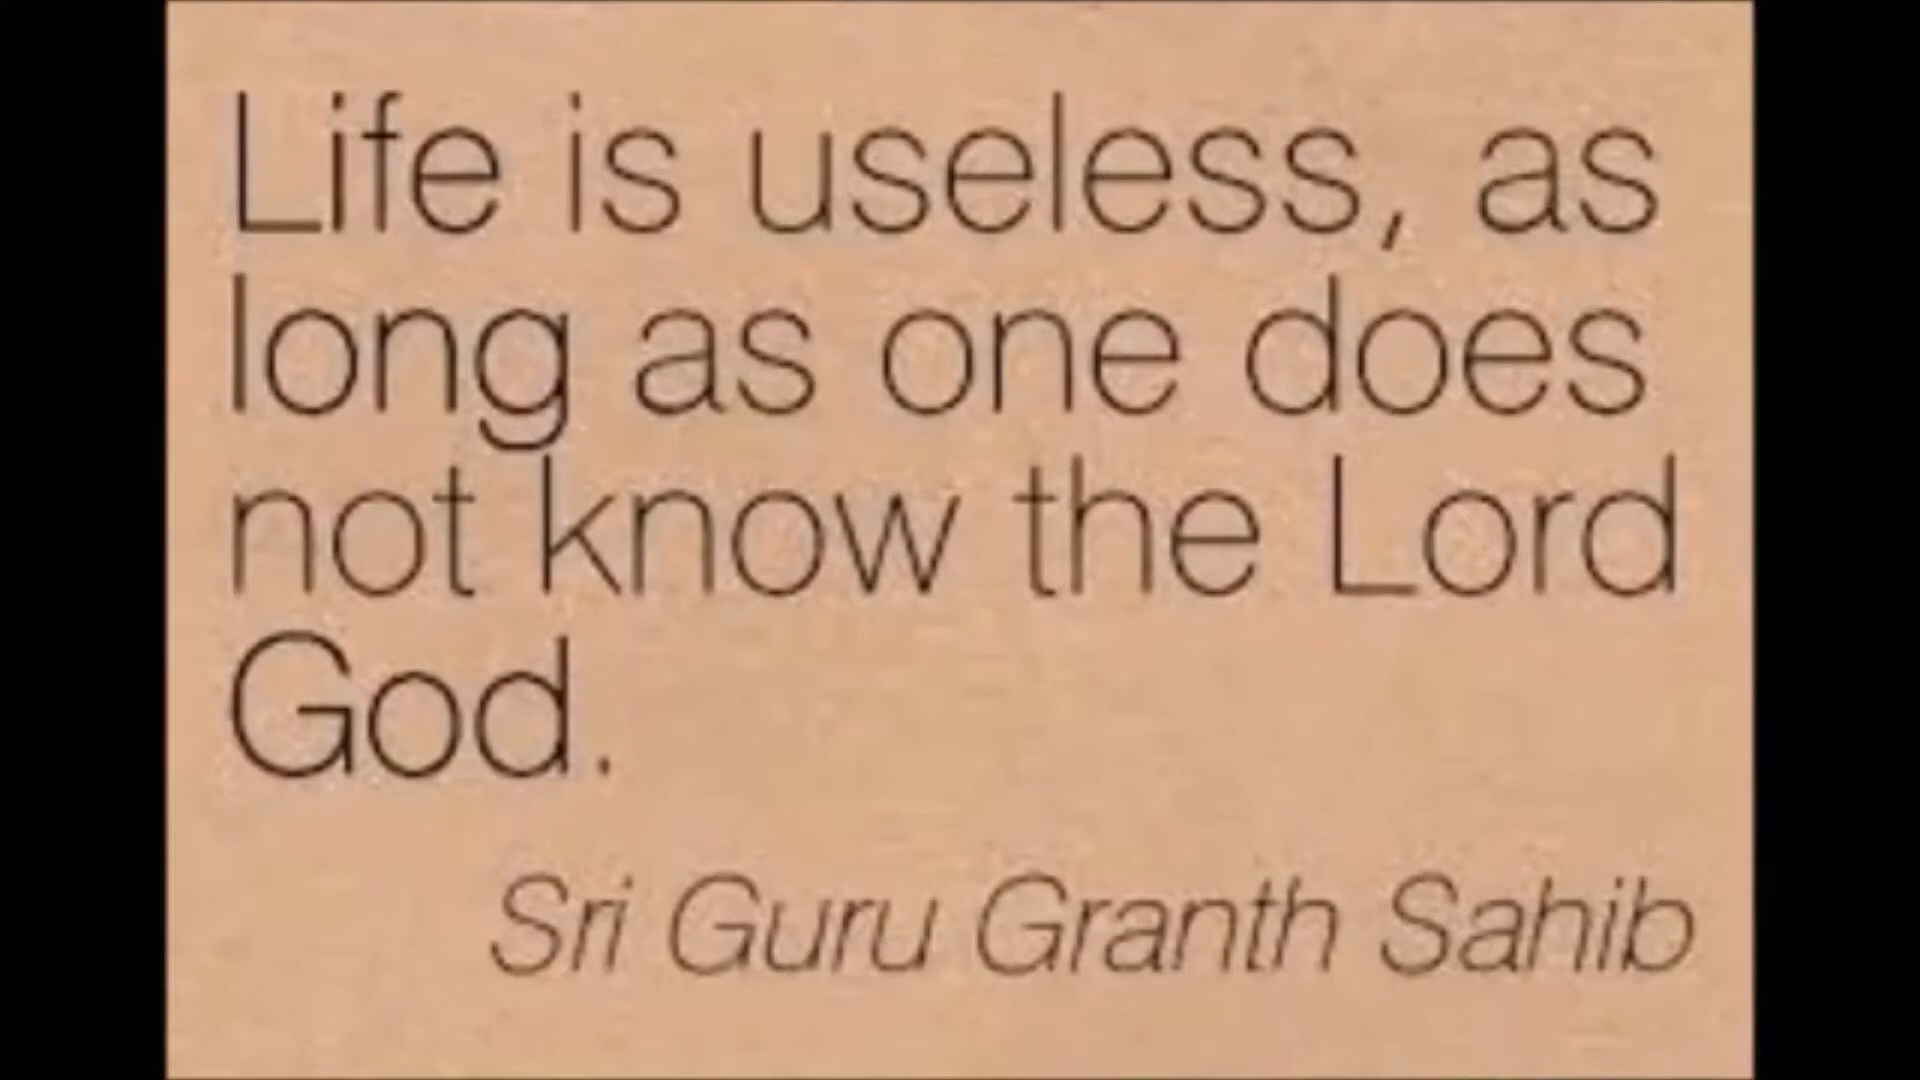 Life is useless, as
long as one does
not know the Lord
God.
Sri Guru Granth Sahib